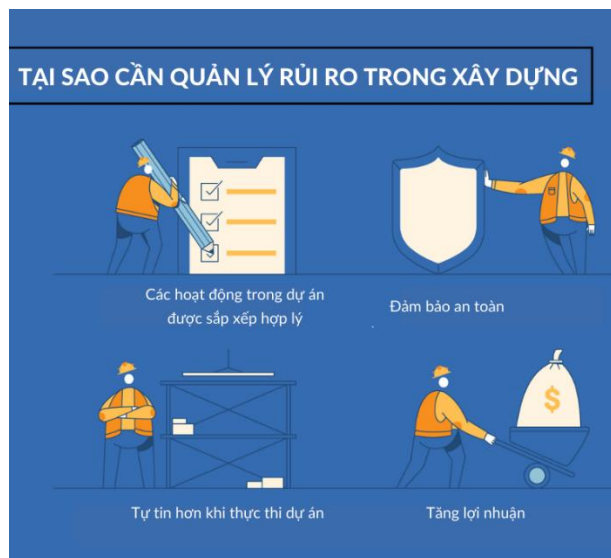 TẠI SAO CẦN QUẢN LÝ RỦI RO TRONG XÂY DỰNG
Các hoạt động trong dự án
được sắp xếp hợp lý
Đảm bảo an toàn
Tự tin hơn khi thực thi dự án
$
Tăng lợi nhuận